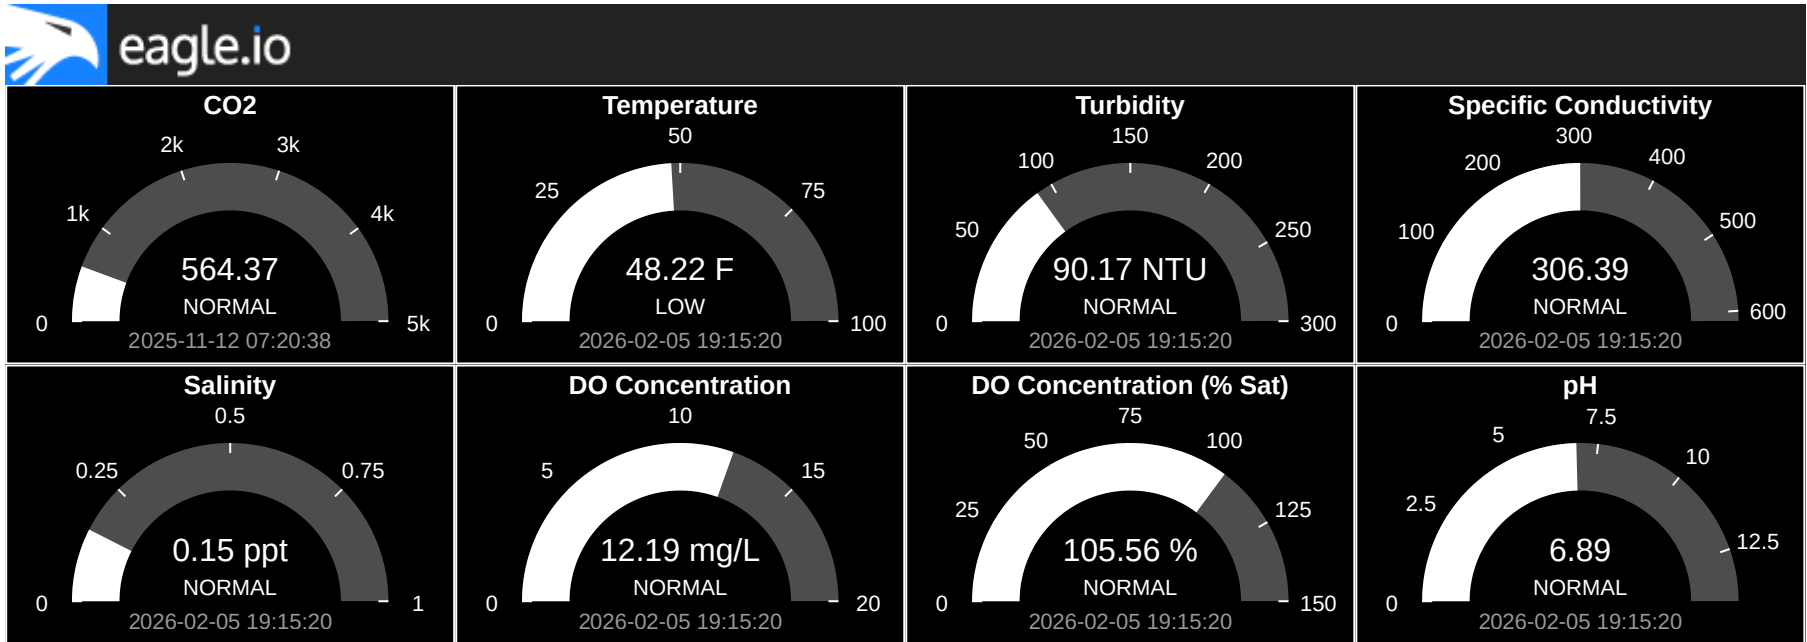 eagle.io
CO2
0
1k
2k
3k
4k
5k
564.37
NORMAL
2025-11-12 07:20:38
Temperature
0
25
50
75
100
48.22 F
LOW
2026-02-05 19:15:20
Turbidity
0
50
100
150
200
250
300
90.17 NTU
NORMAL
2026-02-05 19:15:20
Specific Conductivity
0
100
200
300
400
500
600
306.39
NORMAL
2026-02-05 19:15:20
Salinity
0
0.25
0.5
0.75
1
0.15 ppt
NORMAL
2026-02-05 19:15:20
DO Concentration
0
5
10
15
20
12.19 mg/L
NORMAL
2026-02-05 19:15:20
DO Concentration (% Sat)
0
25
50
75
100
125
150
105.56 %
NORMAL
2026-02-05 19:15:20
pH
0
2.5
5
7.5
10
12.5
6.89
NORMAL
2026-02-05 19:15:20